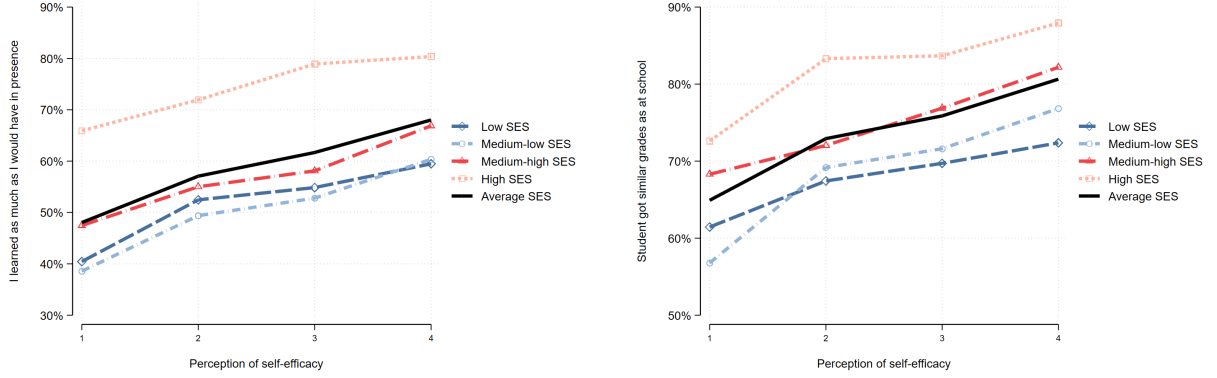 I learned as much as I would have in presence
90%
80%
70%
60%
50%
40%
30%
1 2 3 4
Perception of self-efficacy
Low SES
Medium-low SES
Medium-high SES
High SES
Average SES
Student got similar grades as at school
90%
80%
70%
60%
50%
1 2 3 4
Perception of self-efficacy
Low SES
Medium-low SES
Medium-high SES
High SES
Average SES